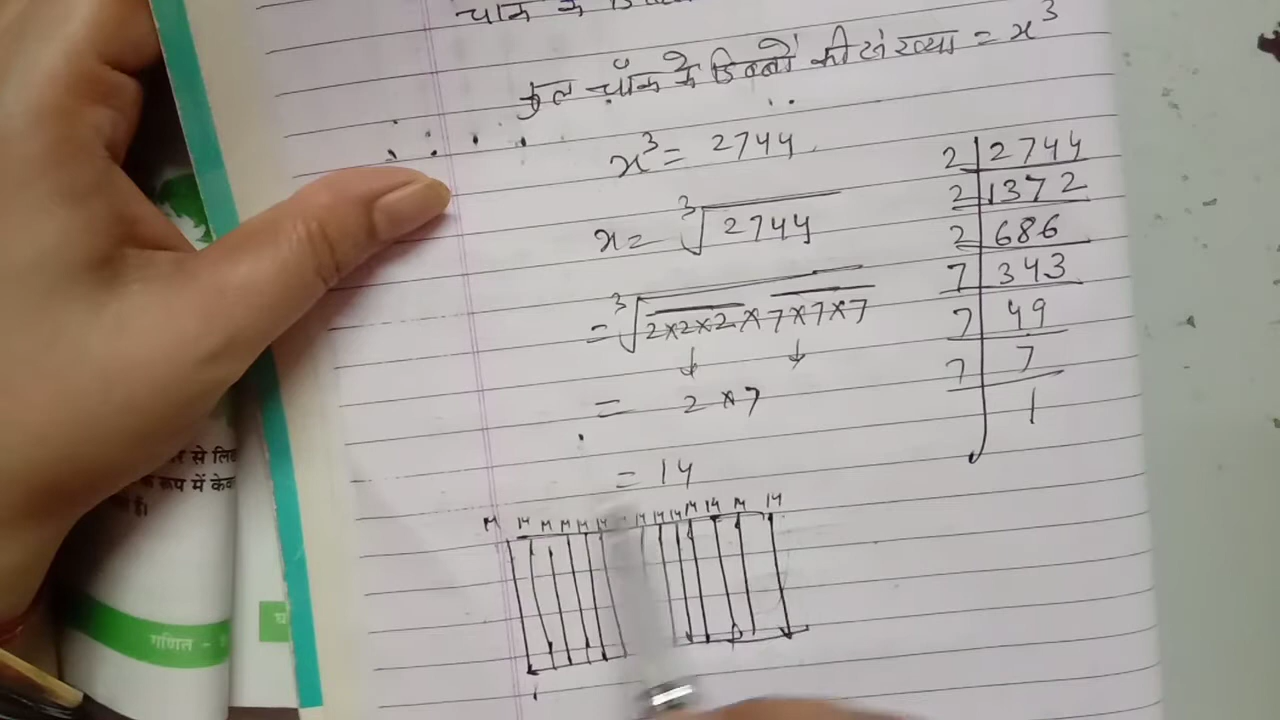 चाक के डिब्बों
कुल चॉक के डिब्बों की संख्या = x³
x³ = 2744
x = ∛2744
= ∛2×2×2×7×7×7
= 2×7
= 14
14 14 14 14 14 14 14 14 14 14 14 14 14
2 | 2744
2 | 1372
2 | 686
7 | 343
7 | 49
7 | 7
1
से लि
रूप में केव
है।
गणित -